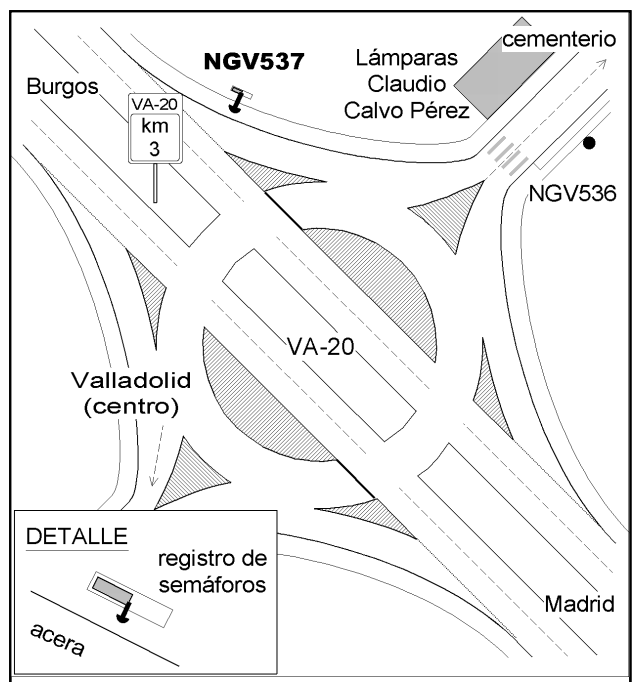 cementerio
NGV537
Lámparas
Claudio
Calvo Pérez
Burgos
VA-20
km
3
NGV536
VA-20
Valladolid
(centro)
DETALLE
registro de
semáforos
acera
Madrid